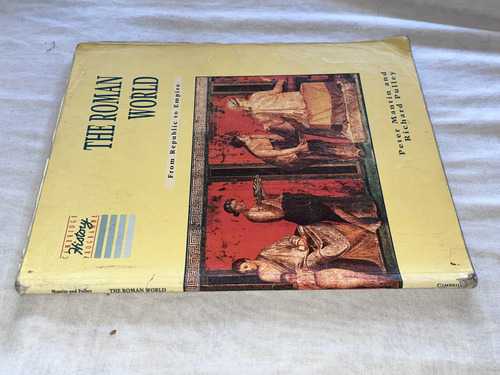 CAMBRIDGE
History
PROGRAMME
THE ROMAN
WORLD
From Republic to Empire
Peter Mantin and
Richard Pulley
Mantin and Pulley THE ROMAN WORLD